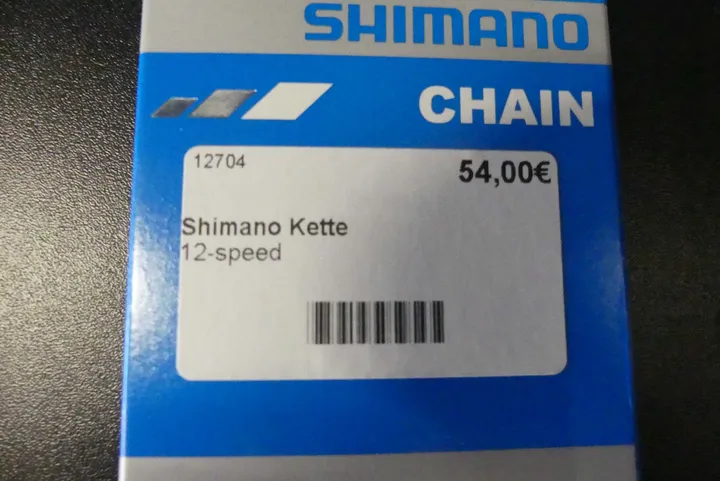 SHIMANO
CHAIN
12704
54,00€
Shimano Kette
12-speed